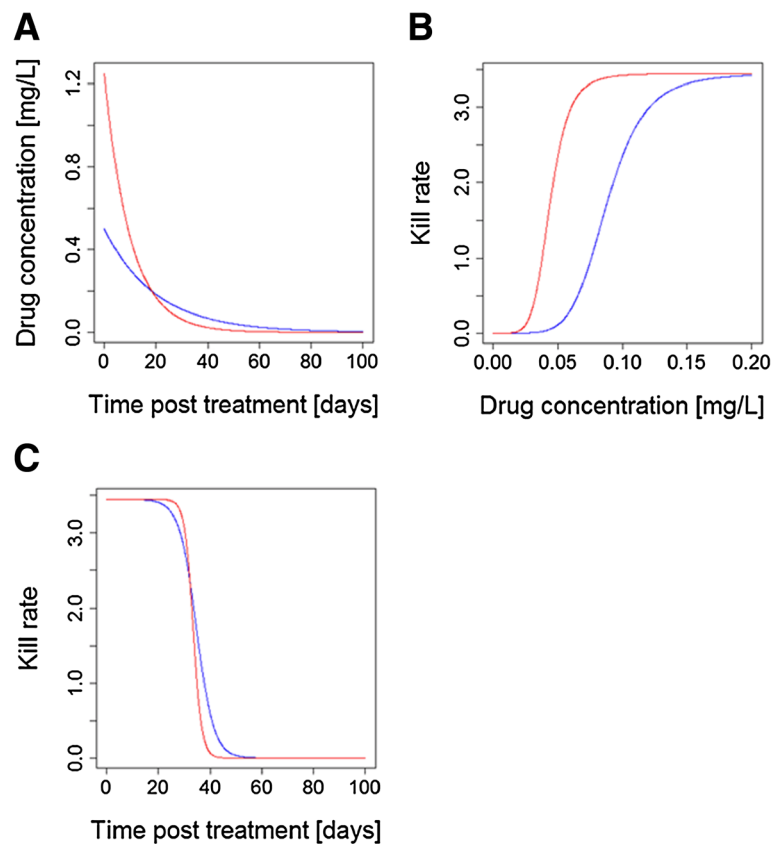 A
Drug concentration [mg/L]
1.2
0.8
0.4
0.0
0 20 40 60 80 100
Time post treatment [days]
B
Kill rate
3.0
2.0
1.0
0.0
0.00 0.05 0.10 0.15 0.20
Drug concentration [mg/L]
C
Kill rate
3.0
2.0
1.0
0.0
0 20 40 60 80 100
Time post treatment [days]